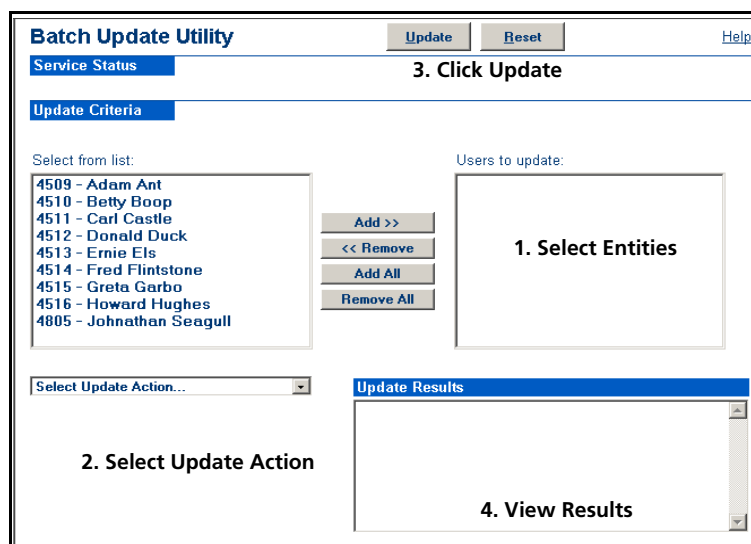 Batch Update Utility
Update
Reset
Help
Service Status
3. Click Update
Update Criteria
Select from list:
Users to update:
4509 - Adam Ant
4510 - Betty Boop
4511 - Carl Castle
4512 - Donald Duck
4513 - Ernie Els
4514 - Fred Flintstone
4515 - Greta Garbo
4516 - Howard Hughes
4805 - Johnathan Seagull
Add >>
<< Remove
Add All
Remove All
1. Select Entities
Select Update Action...
Update Results
2. Select Update Action
4. View Results